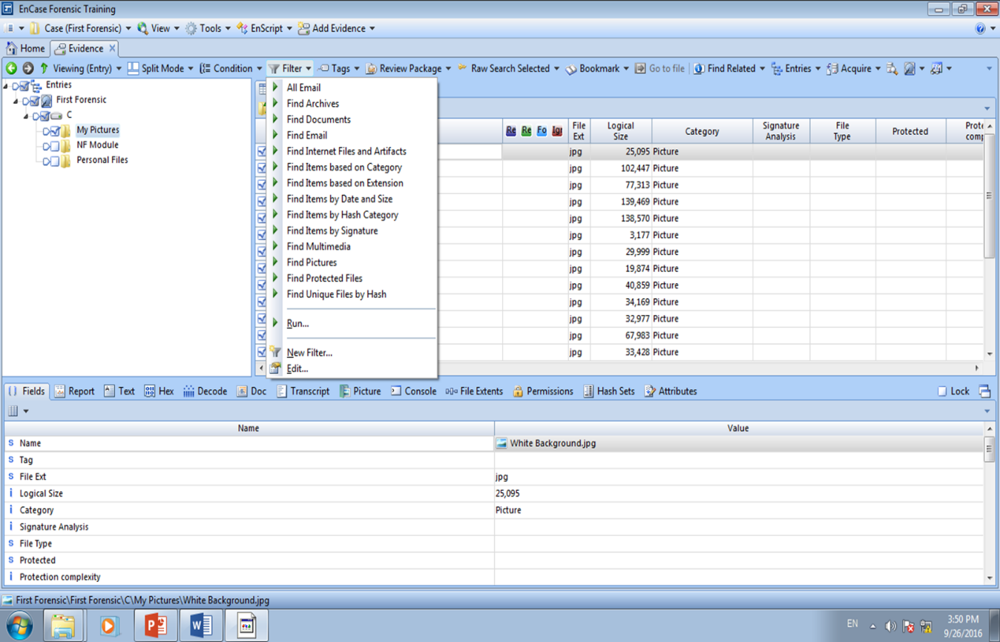 EnCase Forensic Training
Case (First Forensic) View Tools EnScript Add Evidence
Home Evidence
Viewing (Entry) Split Mode Condition Filter Tags Review Package Raw Search Selected Bookmark Go to file Find Related Entries Acquire
Entries
First Forensic
C
My Pictures
NF Module
Personal Files
All Email
Find Archives
Find Documents
Find Email
Find Internet Files and Artifacts
Find Items based on Category
Find Items based on Extension
Find Items by Date and Size
Find Items by Hash Category
Find Items by Signature
Find Multimedia
Find Pictures
Find Protected Files
Find Unique Files by Hash
Run...
New Filter...
Edit...
Re Re Fo Ign File Ext Logical Size Category Signature Analysis File Type Protected Prote comp
jpg 25,095 Picture
jpg 102,447 Picture
jpg 77,313 Picture
jpg 139,469 Picture
jpg 138,570 Picture
jpg 3,177 Picture
jpg 29,999 Picture
jpg 19,874 Picture
jpg 40,859 Picture
jpg 34,169 Picture
jpg 32,977 Picture
jpg 67,983 Picture
jpg 33,428 Picture
Fields Report Text Hex Decode Doc Transcript Picture Console File Extents Permissions Hash Sets Attributes Lock
Name Value
S Name White Background.jpg
S Tag
S File Ext jpg
i Logical Size 25,095
i Category Picture
i Signature Analysis
S File Type
S Protected
i Protection complexity
First Forensic\First Forensic\C\My Pictures\White Background.jpg
EN 3:50 PM
9/26/2016